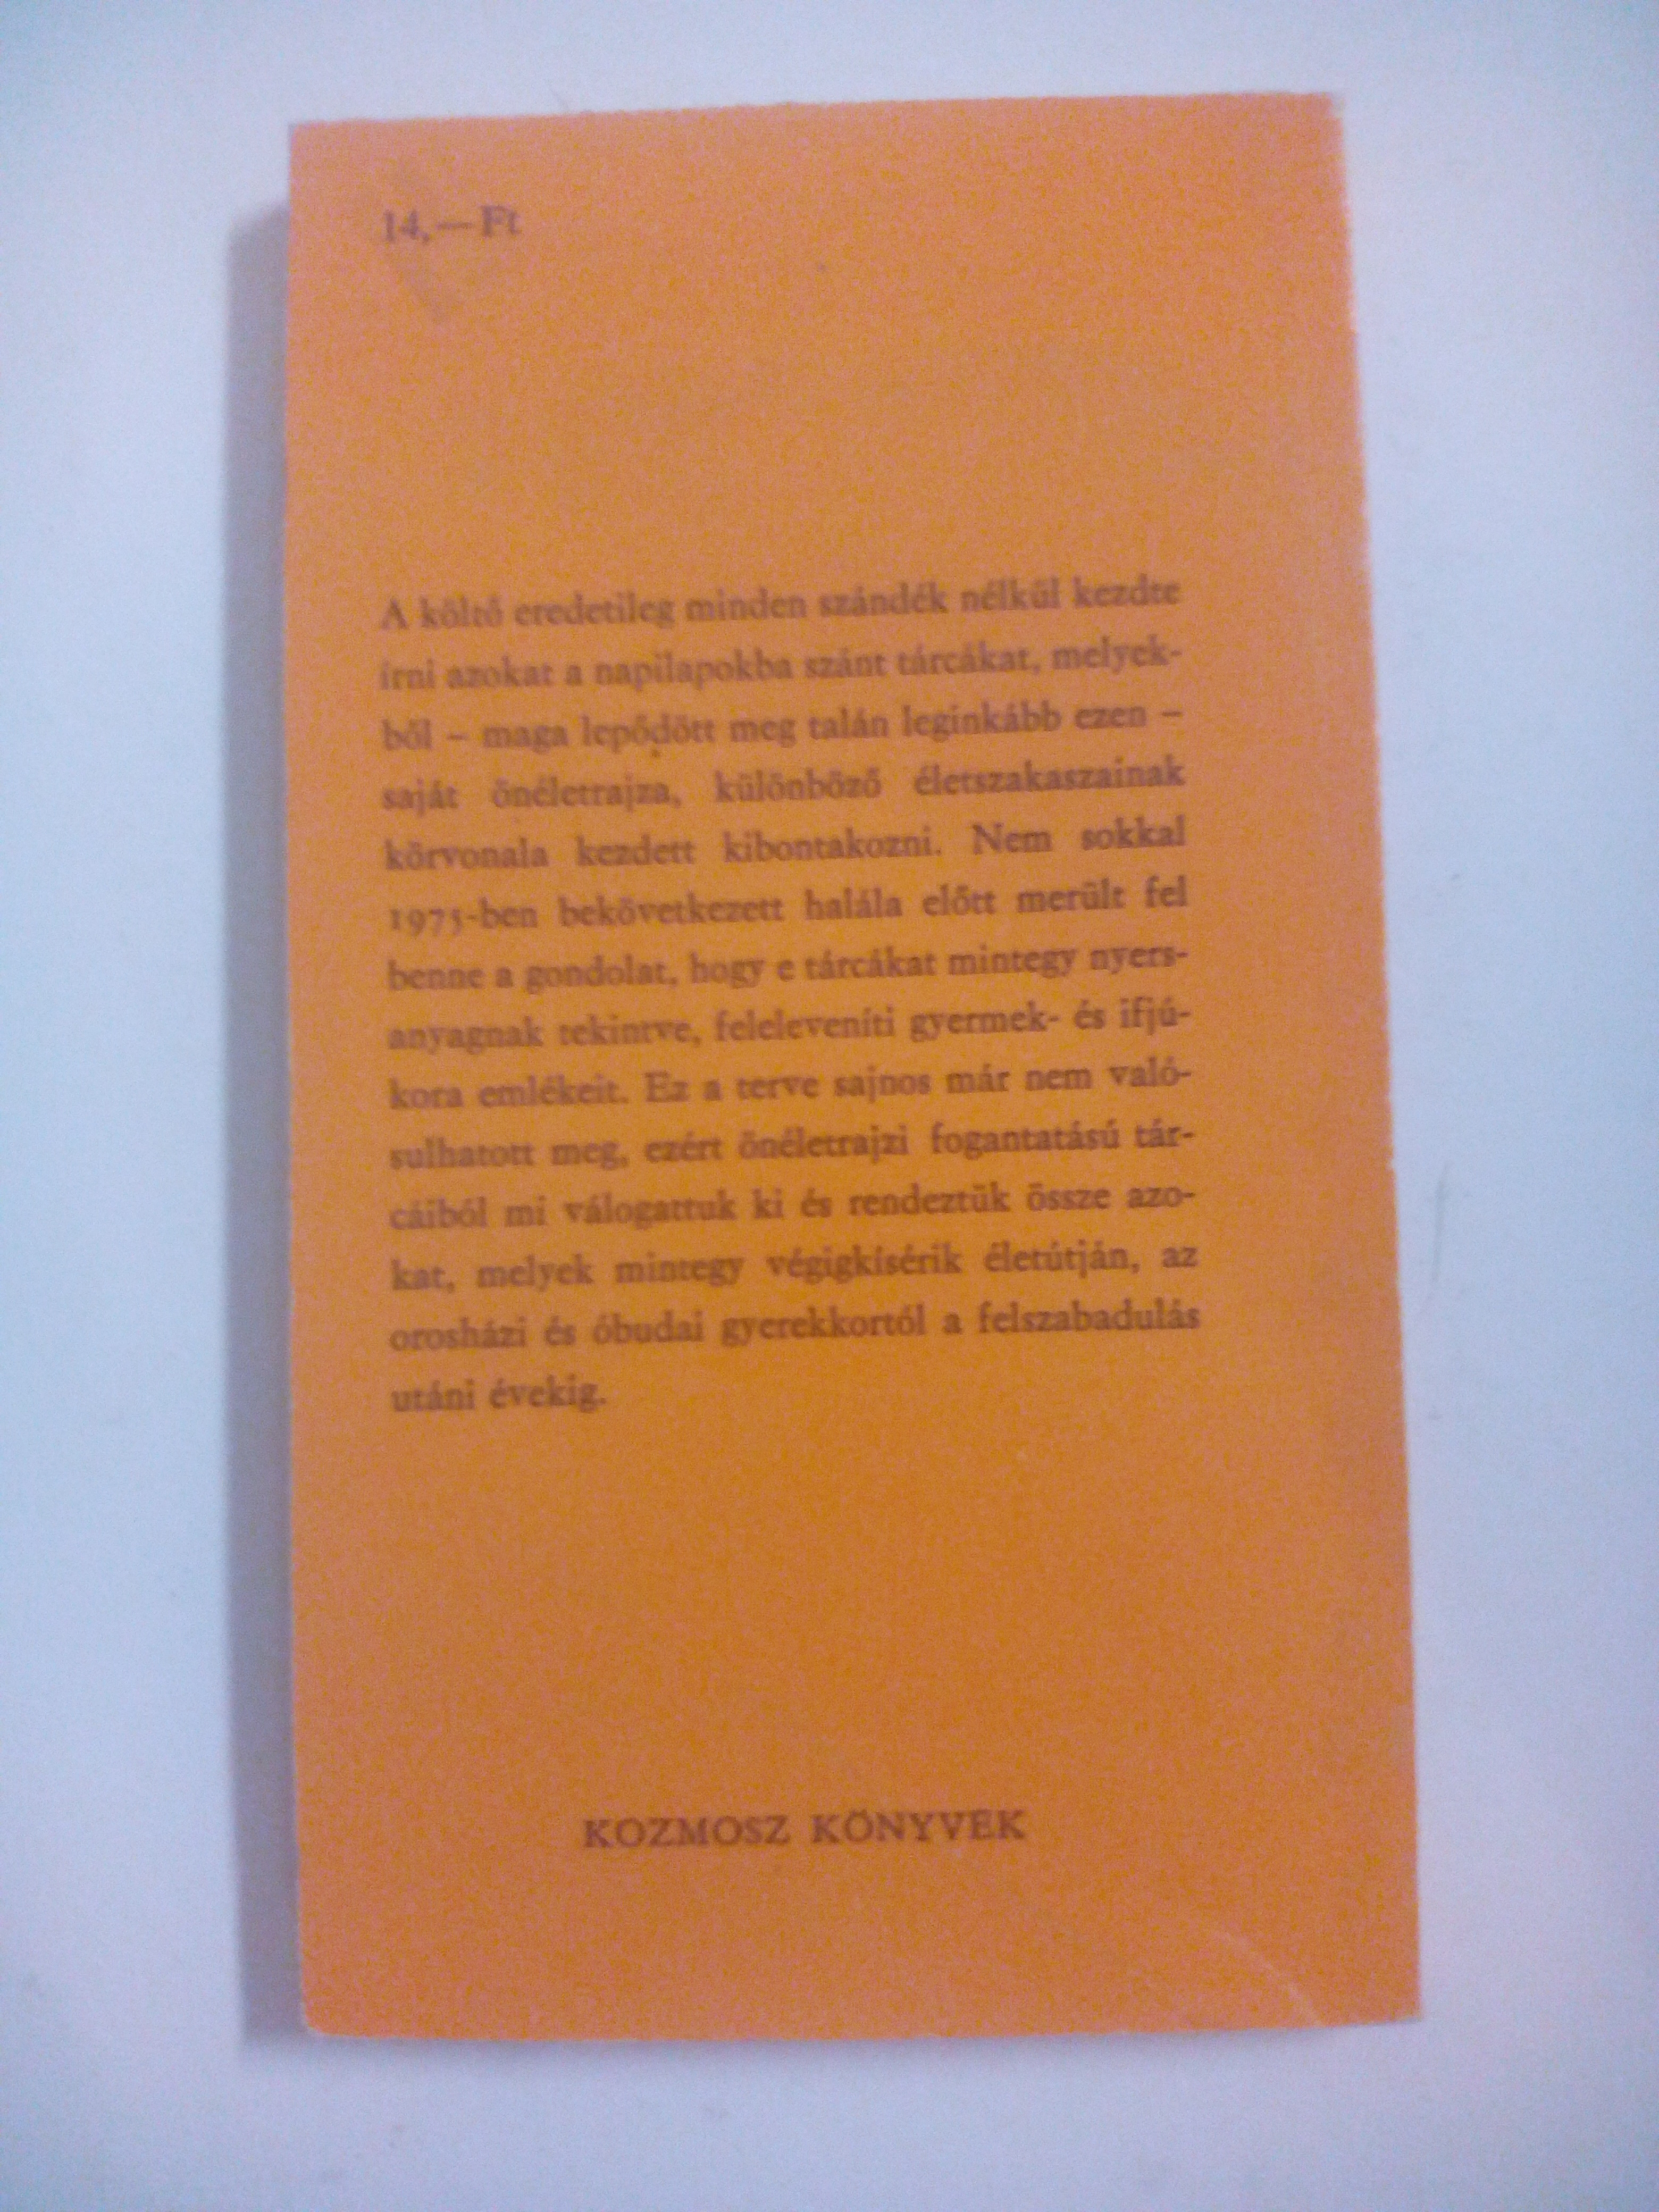 14,—Ft
A költő eredetileg minden szándék nélkül kezdte
írni azokat a napilapokba szánt tárcákat, melyek-
ből – maga lepődött meg talán leginkább ezen –
saját önéletrajza, különböző életszakaszainak
körvonala kezdett kibontakozni. Nem sokkal
1975-ben bekövetkezett halála előtt merült fel
benne a gondolat, hogy e tárcákat mintegy nyers-
anyagnak tekintve, feleleveníti gyermek- és ifjú-
kora emlékeit. Ez a terve sajnos már nem való-
sulhatott meg, ezért önéletrajzi fogantatású tár-
cáiból mi válogattuk ki és rendeztük össze azo-
kat, melyek mintegy végigkísérik életútján, az
orosházi és óbudai gyerekkortól a felszabadulás
utáni évekig.
KOZMOSZ KÖNYVEK